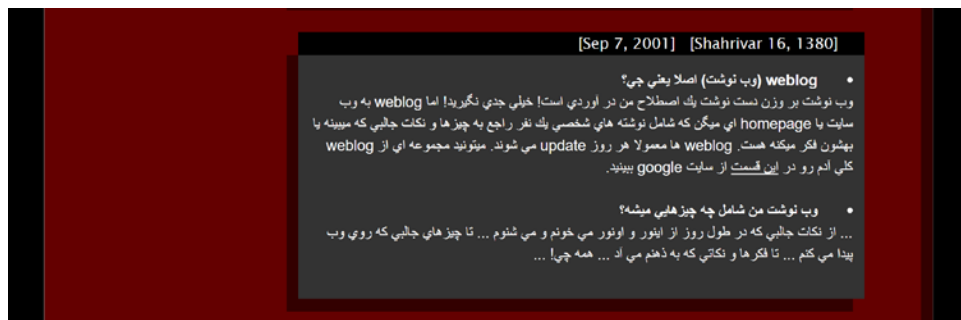 [Sep 7, 2001] [Shahrivar 16, 1380]
• weblog (وب نوشت) اصلا يعني چي؟
وب نوشت بر وزن دست نوشت يك اصطلاح من در آوردي است! خيلي جدي نگيريد! اما weblog به وب
سايت يا homepage اي ميگن كه شامل نوشته هاي شخصي يك نفر راجع به چيزها و نكات جالبي كه ميبينه يا
بهشون فكر ميكنه هست. weblog ها معمولا هر روز update مي شوند. ميتونيد مجموعه اي از weblog
كلي آدم رو در اين قسمت از سايت google ببينيد.
• وب نوشت من شامل چه چيزهايي ميشه؟
... از نكات جالبي كه در طول روز از اينور و اونور مي خونم و مي شنوم ... تا چيزهاي جالبي كه روي وب
پيدا مي كنم ... تا فكرها و نكاتي كه به ذهنم مي آد ... همه چي! ...